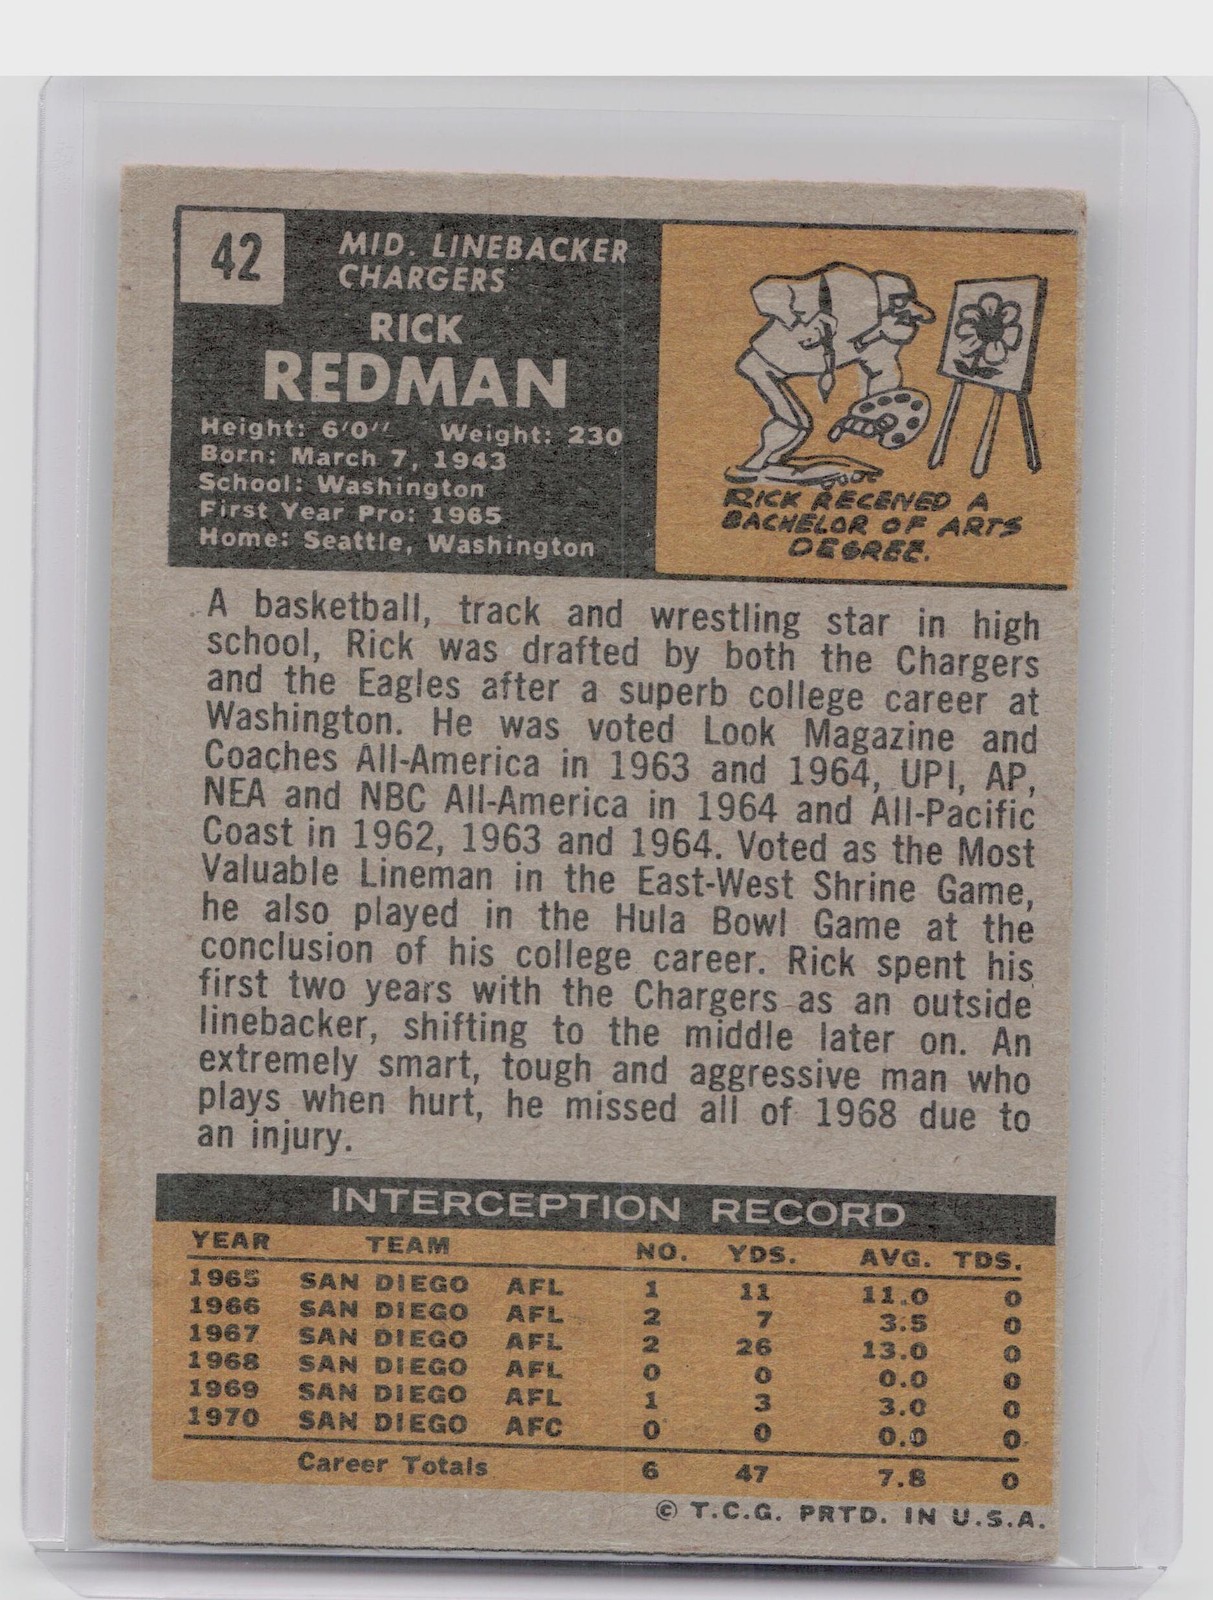 42
MID. LINEBACKER
CHARGERS
RICK
REDMAN
Height: 6'0'' Weight: 230
Born: March 7, 1943
School: Washington
First Year Pro: 1965
Home: Seattle, Washington
RICK RECEIVED A
BACHELOR OF ARTS
DEGREE.
A basketball, track and wrestling star in high
school, Rick was drafted by both the Chargers
and the Eagles after a superb college career at
Washington. He was voted Look Magazine and
Coaches All-America in 1963 and 1964, UPI, AP,
NEA and NBC All-America in 1964 and All-Pacific
Coast in 1962, 1963 and 1964. Voted as the Most
Valuable Lineman in the East-West Shrine Game,
he also played in the Hula Bowl Game at the
conclusion of his college career. Rick spent his
first two years with the Chargers as an outside
linebacker, shifting to the middle later on. An
extremely smart, tough and aggressive man who
plays when hurt, he missed all of 1968 due to
an injury.
INTERCEPTION RECORD
YEAR TEAM NO. YDS. AVG. TDS.
1965 SAN DIEGO AFL 1 11 11.0 0
1966 SAN DIEGO AFL 2 7 3.5 0
1967 SAN DIEGO AFL 2 26 13.0 0
1968 SAN DIEGO AFL 0 0 0.0 0
1969 SAN DIEGO AFL 1 3 3.0 0
1970 SAN DIEGO AFC 0 0 0.0 0
Career Totals 6 47 7.8 0
© T.C.G. PRTD. IN U.S.A.